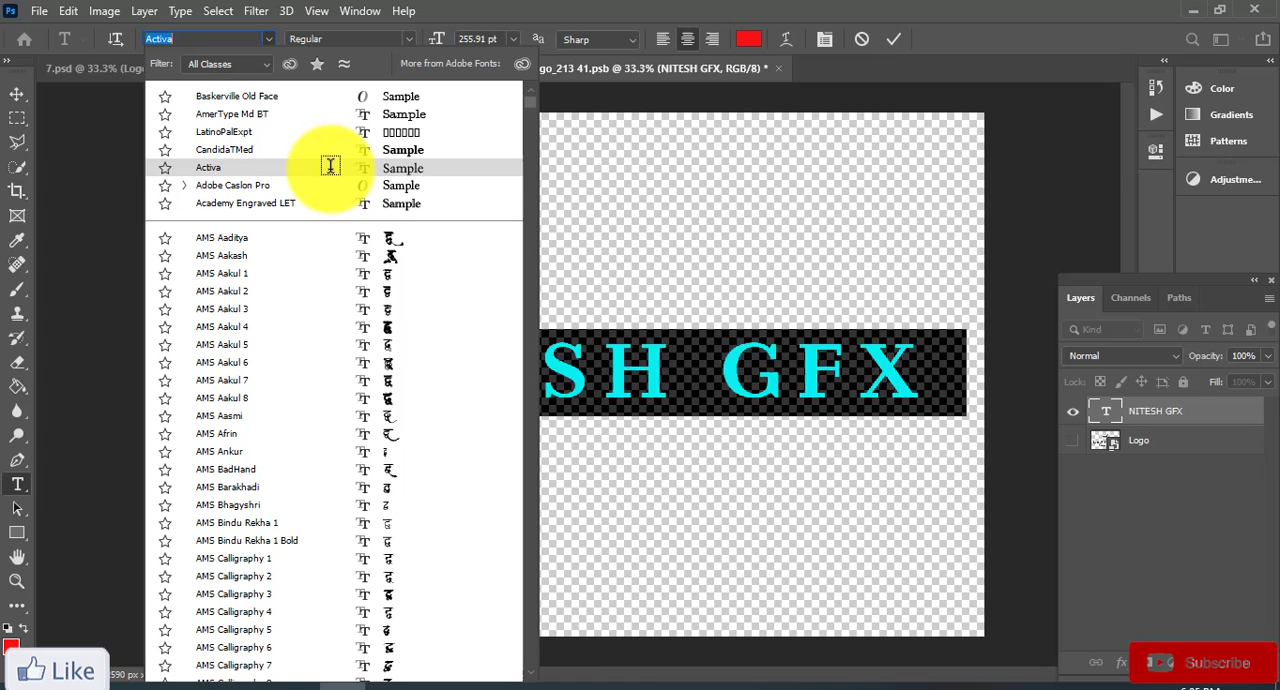 Ps File Edit Image Layer Type Select Filter 3D View Window Help
Activa Regular 255.91 pt Sharp
Filter: All Classes More from Adobe Fonts:
7.psd @ 33.3%
go_213 41.psb @ 33.3% (NITESH GFX, RGB/8) *
Baskerville Old Face Sample
AmerType Md BT Sample
LatinoPalExpt
CandidaTMed Sample
Activa Sample
Adobe Caslon Pro Sample
Academy Engraved LET Sample
AMS Aaditya
AMS Aakash
AMS Aakul 1
AMS Aakul 2
AMS Aakul 3
AMS Aakul 4
AMS Aakul 5
AMS Aakul 6
AMS Aakul 7
AMS Aakul 8
AMS Aasmi
AMS Afrin
AMS Ankur
AMS BadHand
AMS Barakhadi
AMS Bhagyshri
AMS Bindu Rekha 1
AMS Bindu Rekha 1 Bold
AMS Calligraphy 1
AMS Calligraphy 2
AMS Calligraphy 3
AMS Calligraphy 4
AMS Calligraphy 5
AMS Calligraphy 6
AMS Calligraphy 7
SH GFX
Color
Gradients
Patterns
Adjustme...
Layers Channels Paths
Kind
Normal Opacity: 100%
Lock: Fill: 100%
NITESH GFX
Logo
fx
Like
590 px
Subscribe